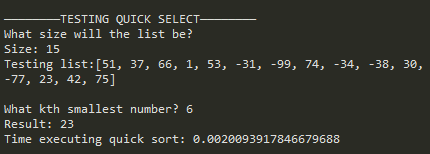 ————————TESTING QUICK SELECT————————
What size will the list be?
Size: 15
Testing list:[51, 37, 66, 1, 53, -31, -99, 74, -34, -38, 30,
-77, 23, 42, 75]
What kth smallest number? 6
Result: 23
Time executing quick sort: 0.0020093917846679688